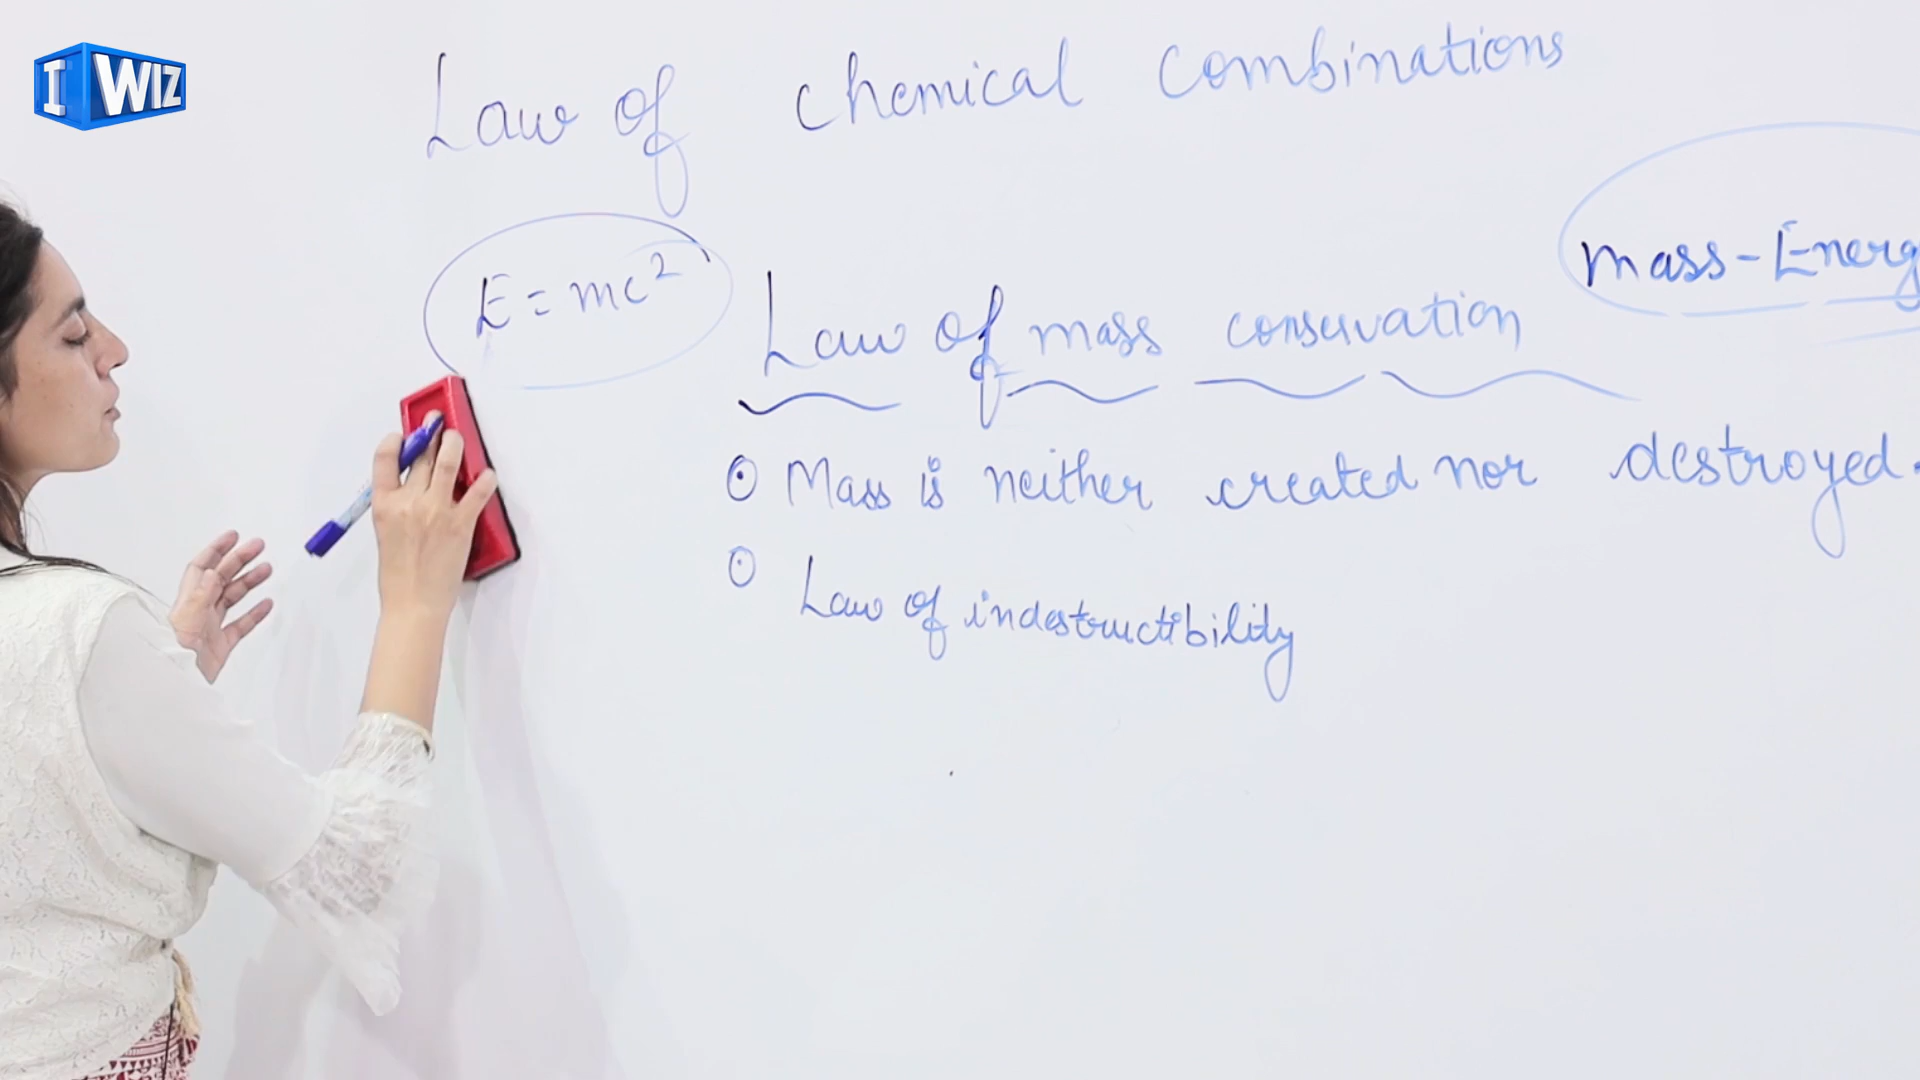 I WIZ
Law of chemical combinations
E = mc²
Mass-Energ
Law of mass conservation
Mass is neither created nor destroyed.
Law of indestructibility